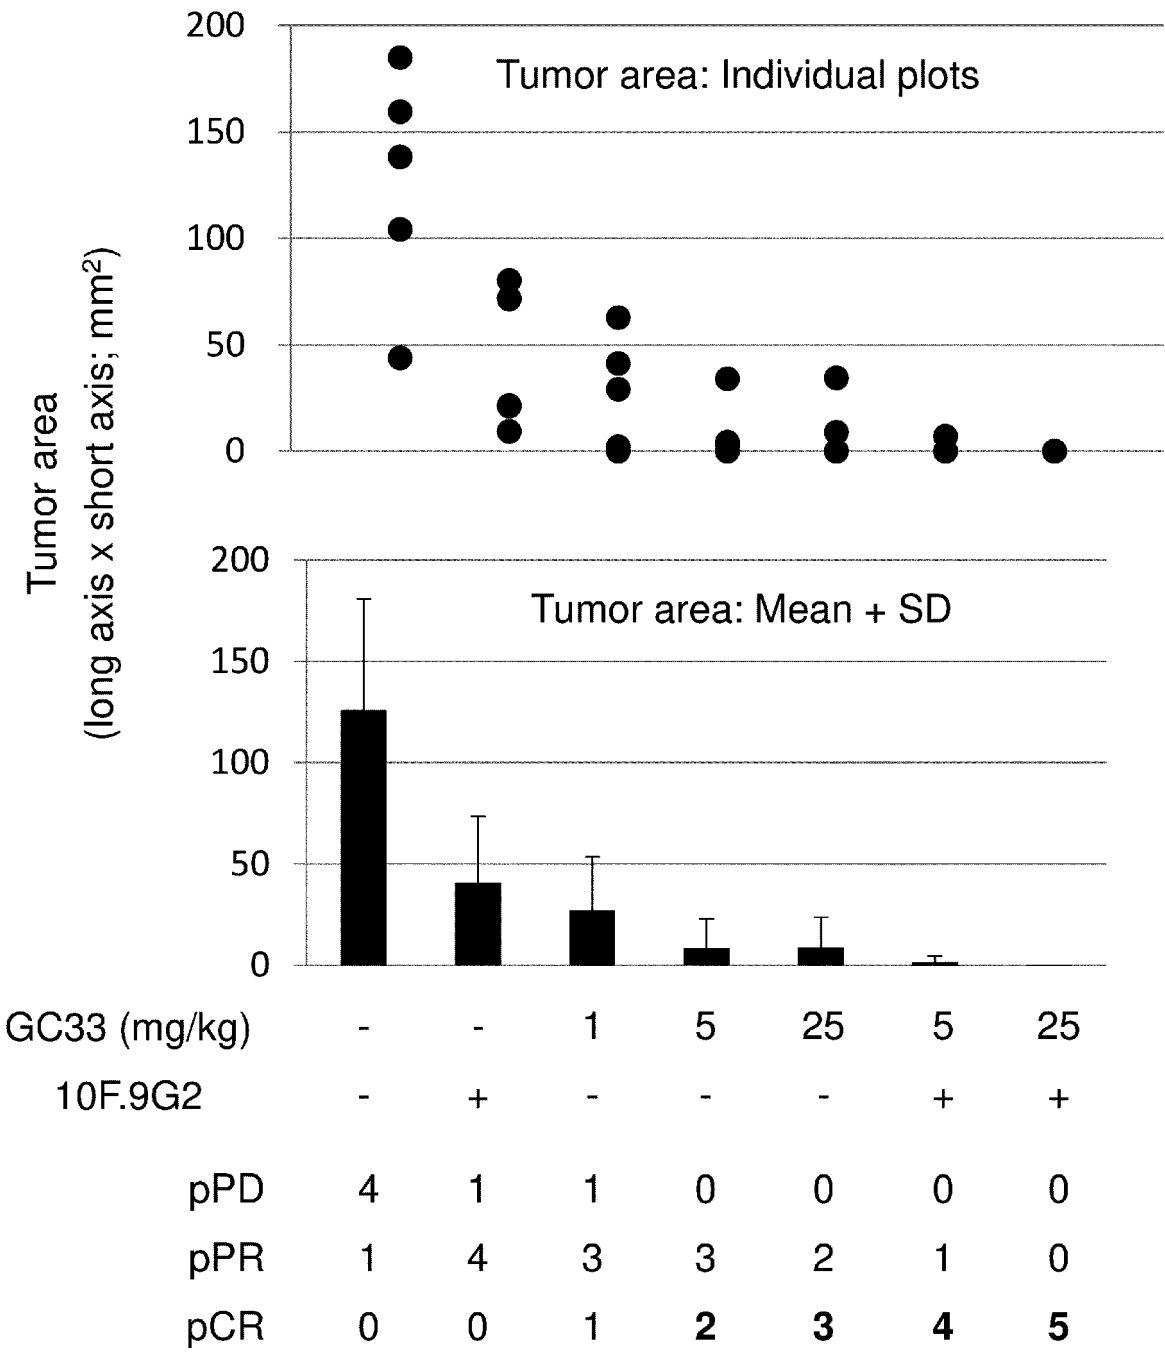 200
Tumor area: Individual plots
150
100
50
0
Tumor area
(long axis x short axis; mm²)
200
Tumor area: Mean + SD
150
100
50
0
GC33 (mg/kg) - - 1 5 25 5 25
10F.9G2 - + - - - + +
pPD 4 1 1 0 0 0 0
pPR 1 4 3 3 2 1 0
pCR 0 0 1 2 3 4 5